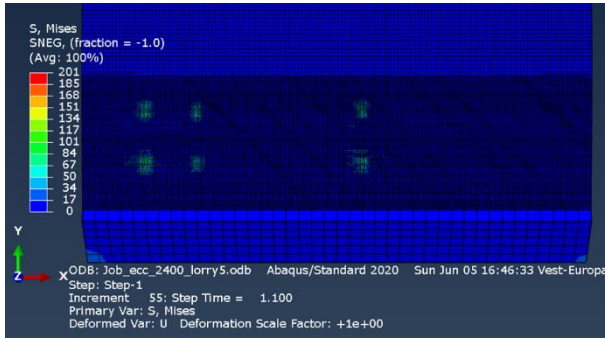 S, Mises
SNEG, (fraction = -1.0)
(Avg: 100%)
201
185
168
151
134
117
101
84
67
50
34
17
0
Y
Z
X
ODB: Job_ecc_2400_lorry5.odb Abaqus/Standard 2020 Sun Jun 05 16:46:33 Vest-Europa
Step: Step-1
Increment 55: Step Time = 1.100
Primary Var: S, Mises
Deformed Var: U Deformation Scale Factor: +1e+00